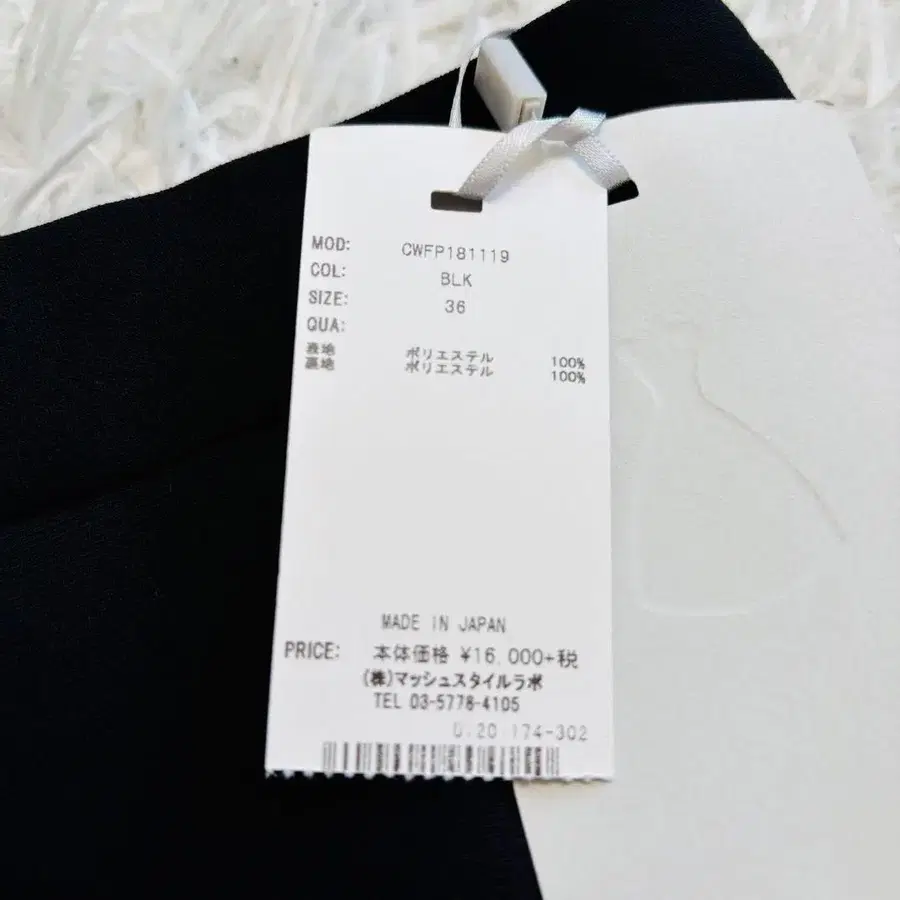 MOD: CWFP181119
COL: BLK
SIZE: 36
QUA:
表地 ポリエステル 100%
裏地 ポリエステル 100%
MADE IN JAPAN
PRICE: 本体価格 ¥16,000+税
(株)マッシュスタイルラボ
TEL 03-5778-4105
0.20 174-302